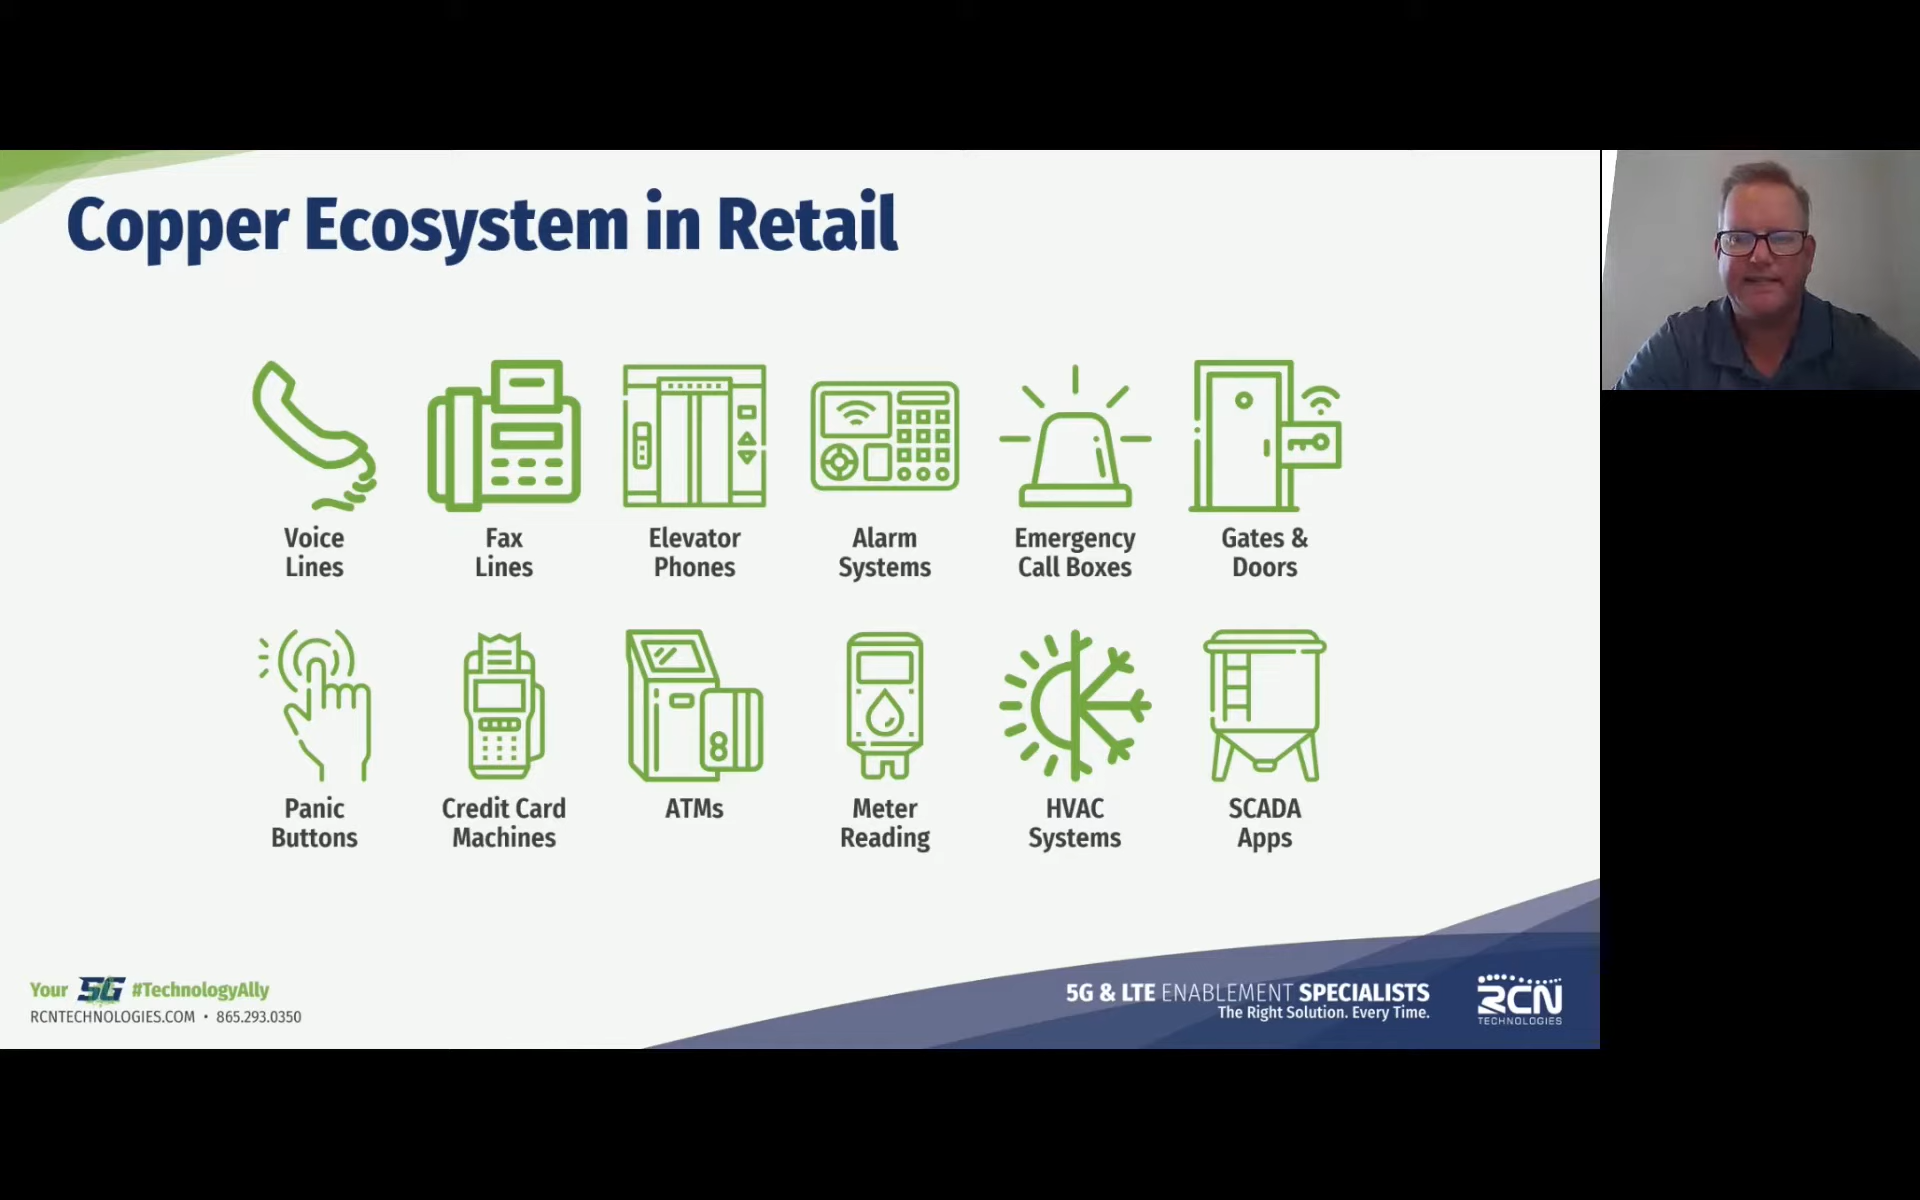 Copper Ecosystem in Retail
Voice
Lines
Fax
Lines
Elevator
Phones
Alarm
Systems
Emergency
Call Boxes
Gates &
Doors
Panic
Buttons
Credit Card
Machines
ATMs
Meter
Reading
HVAC
Systems
SCADA
Apps
Your 5G #TechnologyAlly
RCNTECHNOLOGIES.COM • 865.293.0350
5G & LTE ENABLEMENT SPECIALISTS
The Right Solution. Every Time.
RCN
TECHNOLOGIES